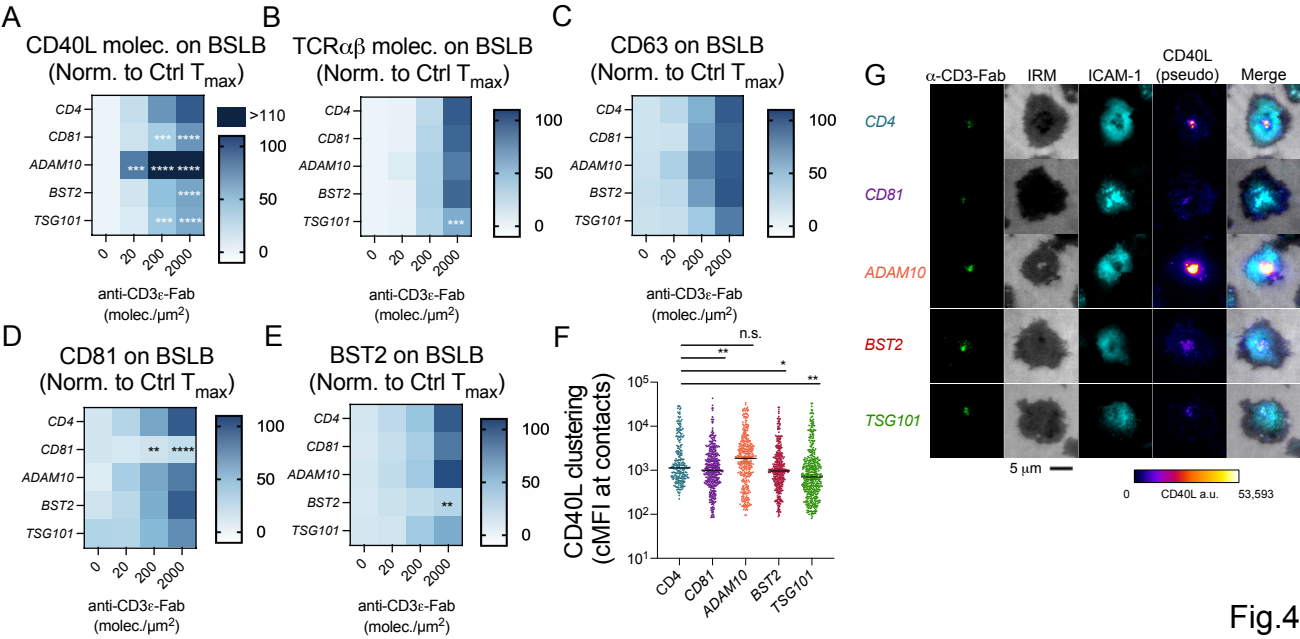 A
CD40L molec. on BSLB
(Norm. to Ctrl Tmax)
CD4
CD81
ADAM10
BST2
TSG101
*** ****
*** **** ****
****
*** ****
0
20
200
2000
>110
100
50
0
anti-CD3ε-Fab
(molec./µm²)
B
TCRαβ molec. on BSLB
(Norm. to Ctrl Tmax)
CD4
CD81
ADAM10
BST2
TSG101
***
0
20
200
2000
100
50
0
anti-CD3ε-Fab
(molec./µm²)
C
CD63 on BSLB
(Norm. to Ctrl Tmax)
CD4
CD81
ADAM10
BST2
TSG101
0
20
200
2000
100
50
0
anti-CD3ε-Fab
(molec./µm²)
D
CD81 on BSLB
(Norm. to Ctrl Tmax)
CD4
CD81
ADAM10
BST2
TSG101
** ****
0
20
200
2000
100
50
0
anti-CD3ε-Fab
(molec./µm²)
E
BST2 on BSLB
(Norm. to Ctrl Tmax)
CD4
CD81
ADAM10
BST2
TSG101
**
0
20
200
2000
100
50
0
anti-CD3ε-Fab
(molec./µm²)
F
n.s.
**
*
**
CD40L clustering
(cMFI at contacts)
10⁵
10⁴
10³
10²
10¹
CD4
CD81
ADAM10
BST2
TSG101
G
α-CD3-Fab
IRM
ICAM-1
CD40L
(pseudo)
Merge
CD4
CD81
ADAM10
BST2
TSG101
5 µm
0
CD40L a.u.
53,593
Fig.4